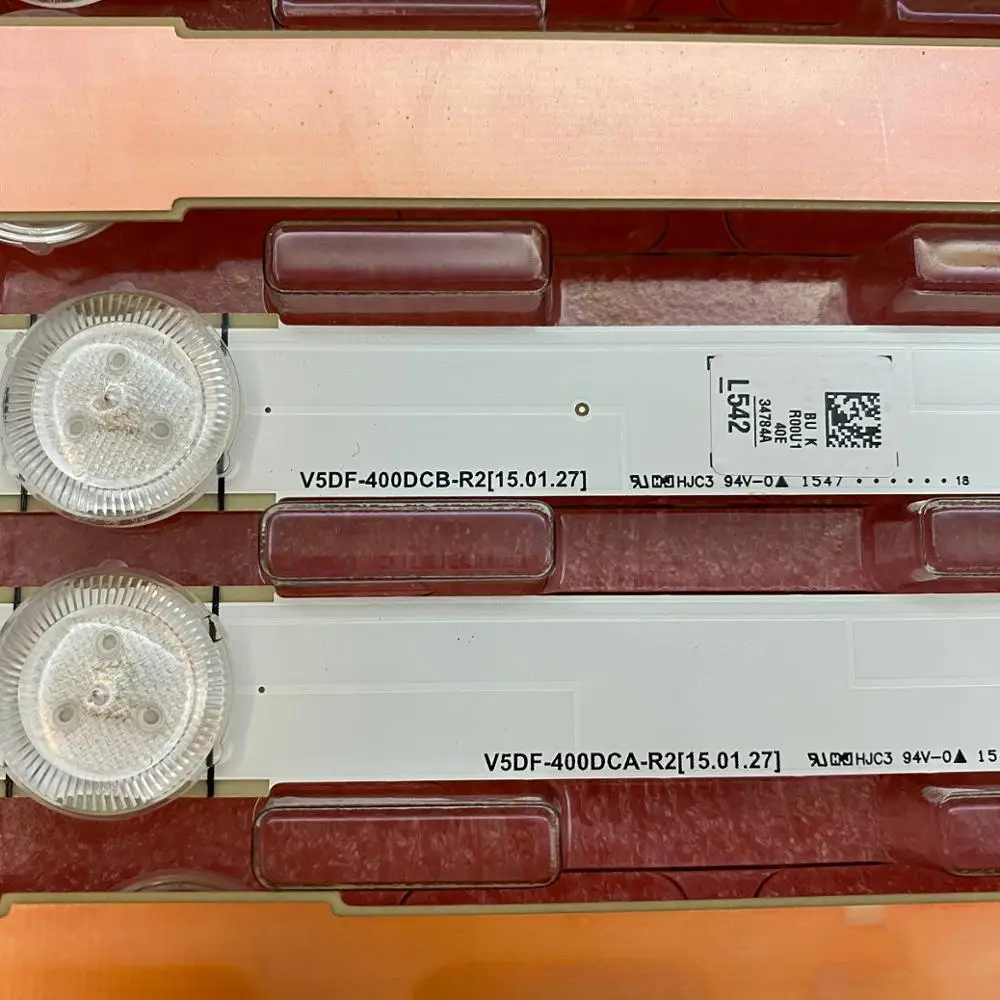 BU K
R00U1
40E
34784A
L542
V5DF-400DCB-R2[15.01.27]
HJC3 94V-0▲ 1547 • • • • • • 18
V5DF-400DCA-R2[15.01.27]
HJC3 94V-0▲ 15